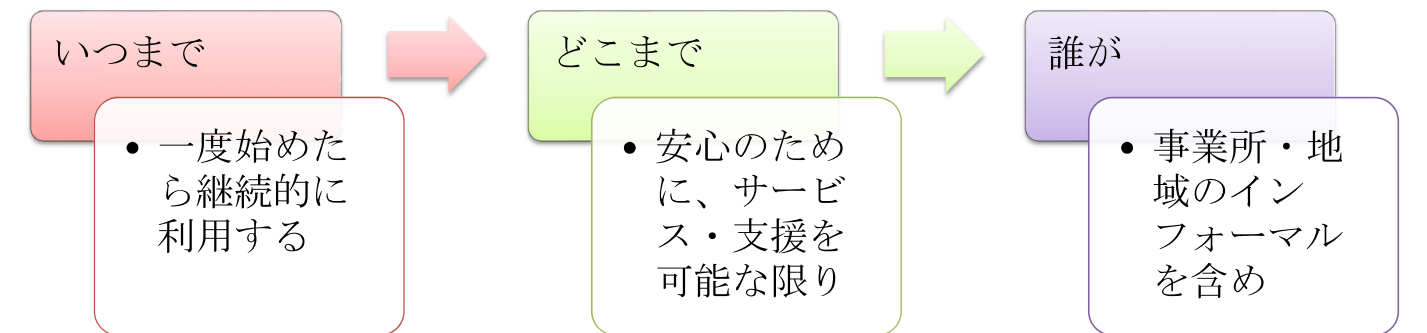 いつまで
• 一度始めた
ら継続的に
利用する
どこまで
• 安心のため
に、サービ
ス・支援を
可能な限り
誰が
• 事業所・地
域のイン
フォーマル
を含め